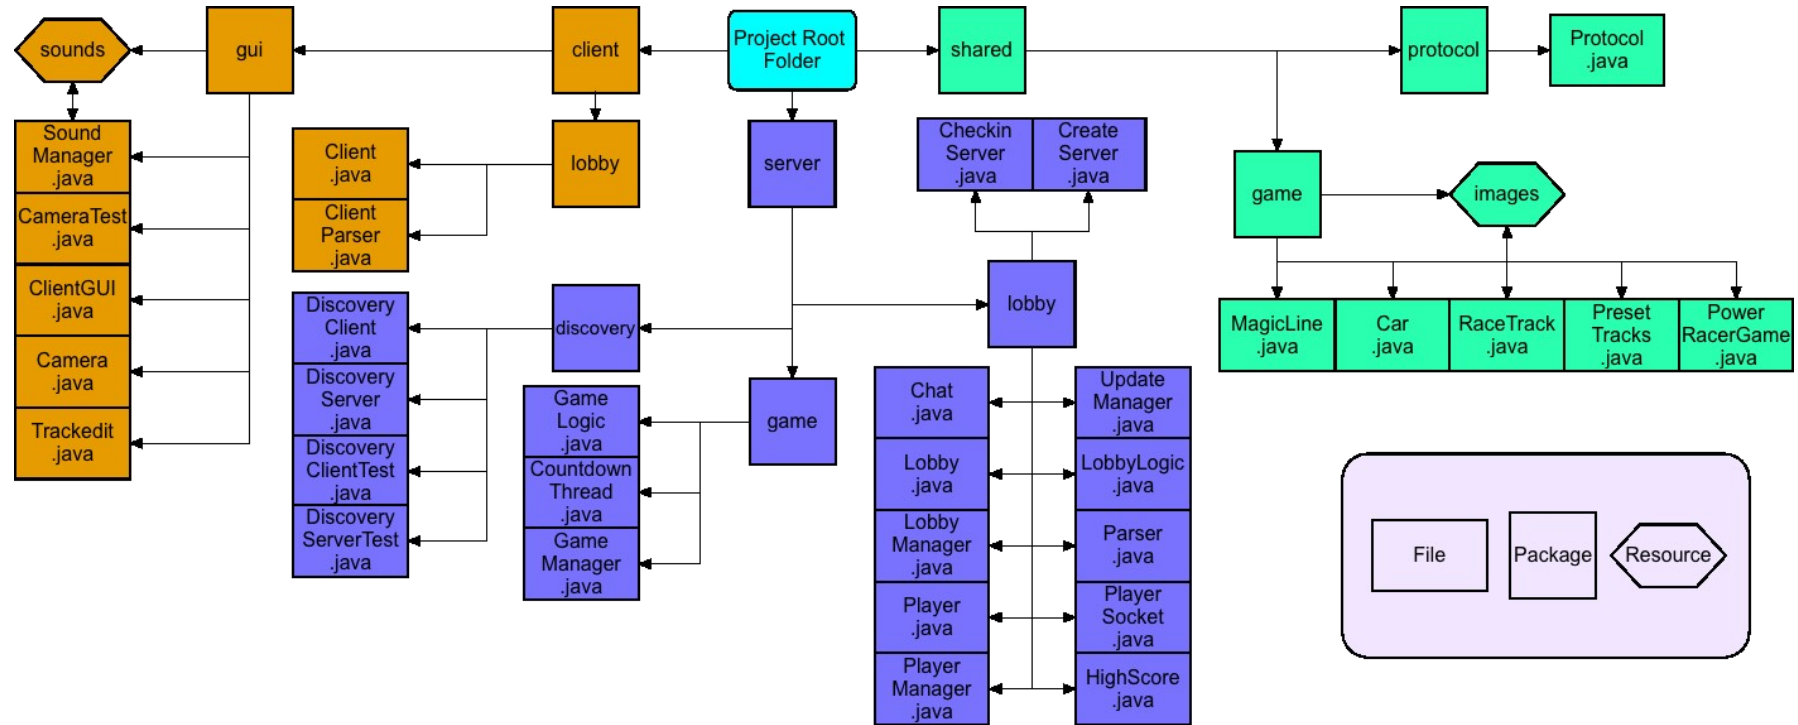 sounds
gui
client
Project Root
Folder
shared
protocol
Protocol
.java
Sound
Manager
.java
CameraTest
.java
ClientGUI
.java
Camera
.java
Trackedit
.java
Client
.java
Client
Parser
.java
lobby
server
Checkin
Server
.java
Create
Server
.java
game
images
Discovery
Client
.java
Discovery
Server
.java
Discovery
ClientTest
.java
Discovery
ServerTest
.java
discovery
lobby
MagicLine
.java
Car
.java
RaceTrack
.java
Preset
Tracks
.java
Power
RacerGame
.java
Game
Logic
.java
Countdown
Thread
.java
Game
Manager
.java
game
Chat
.java
Lobby
.java
Lobby
Manager
.java
Player
.java
Player
Manager
.java
Update
Manager
.java
LobbyLogic
.java
Parser
.java
Player
Socket
.java
HighScore
.java
File
Package
Resource